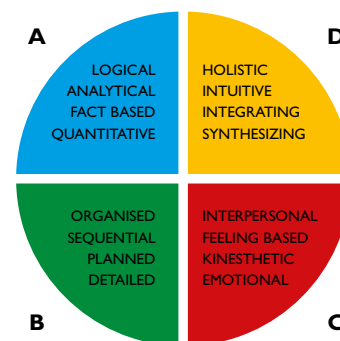 A
LOGICAL
ANALYTICAL
FACT BASED
QUANTITATIVE
D
HOLISTIC
INTUITIVE
INTEGRATING
SYNTHESIZING
ORGANISED
SEQUENTIAL
PLANNED
DETAILED
B
INTERPERSONAL
FEELING BASED
KINESTHETIC
EMOTIONAL
C